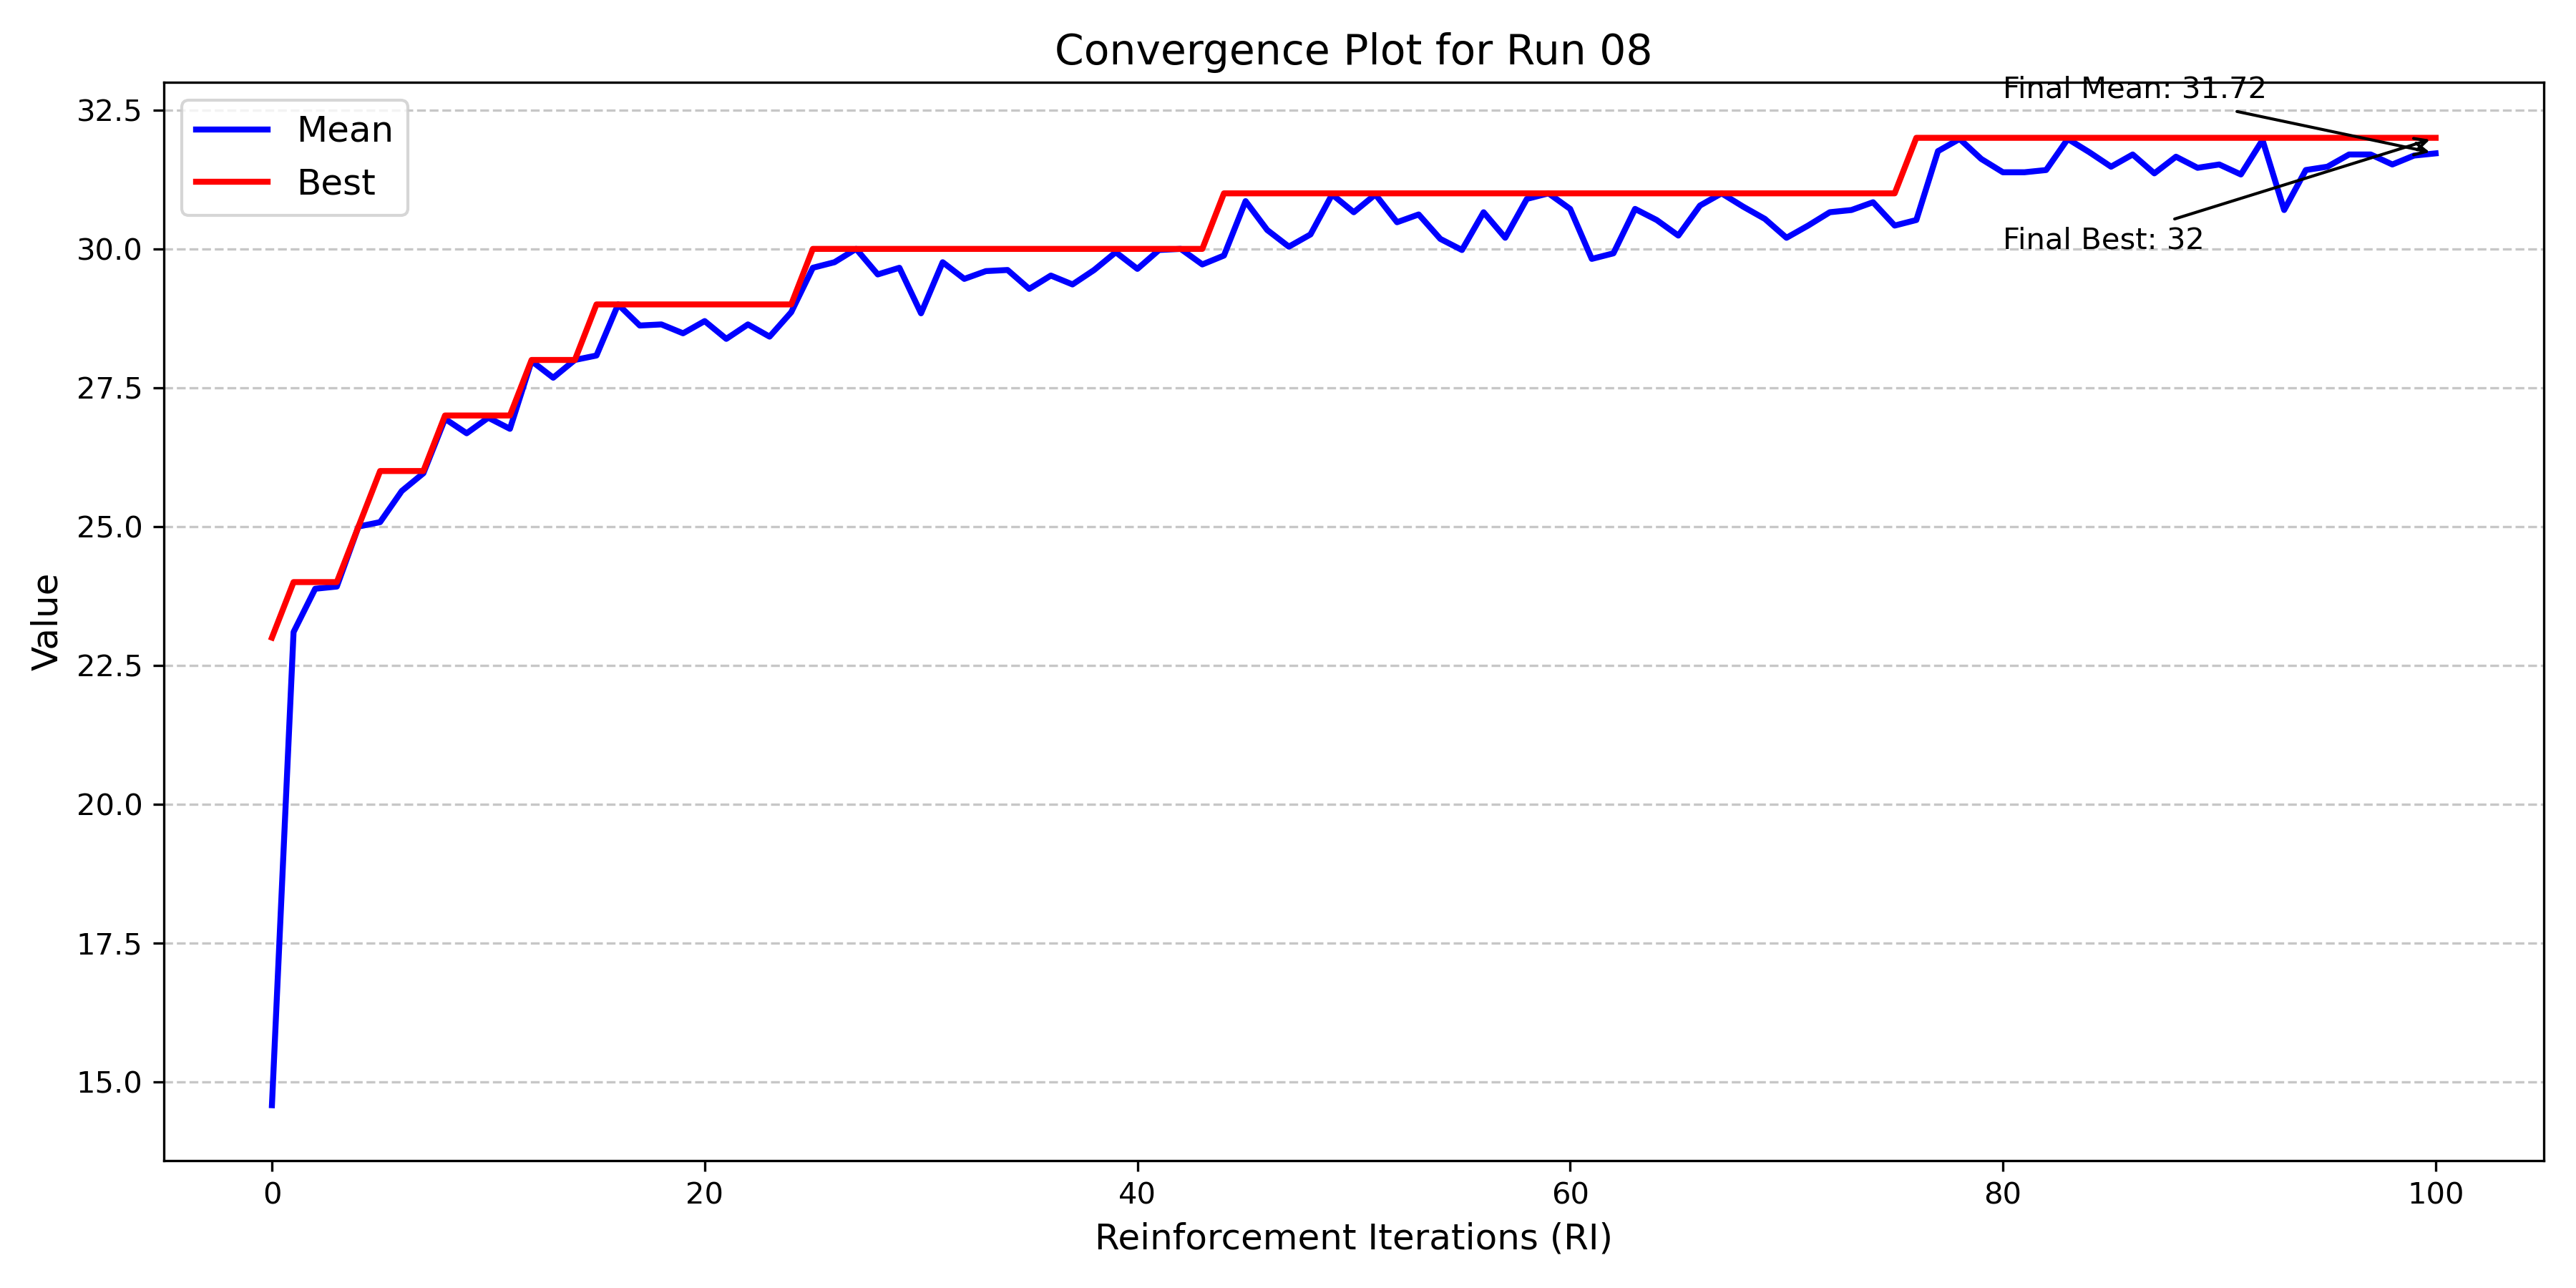 Convergence Plot for Run 08
Final Mean: 31.72
Mean
Best
Final Best: 32
32.5
30.0
27.5
25.0
22.5
20.0
17.5
15.0
Value
0 20 40 60 80 100
Reinforcement Iterations (RI)